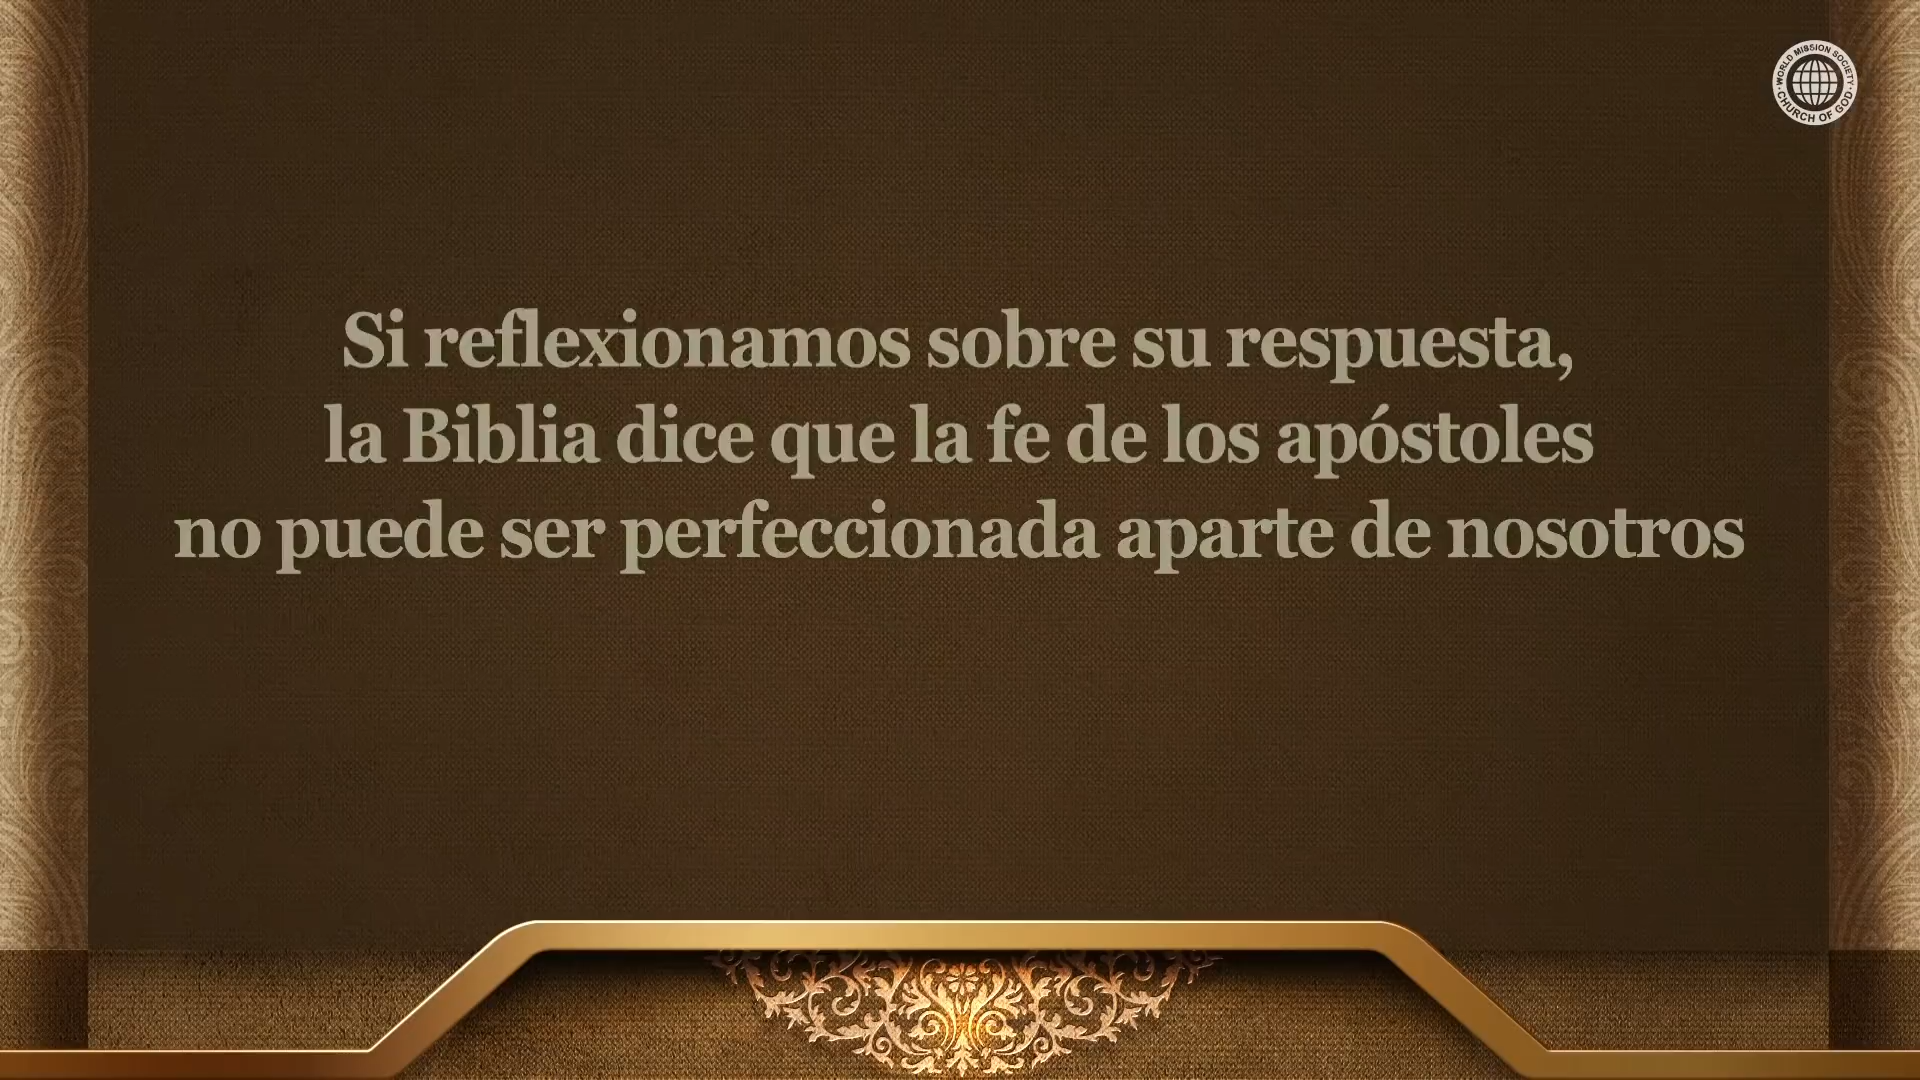 WORLD MISSION SOCIETY
CHURCH OF GOD
Si reflexionamos sobre su respuesta,
la Biblia dice que la fe de los apóstoles
no puede ser perfeccionada aparte de nosotros